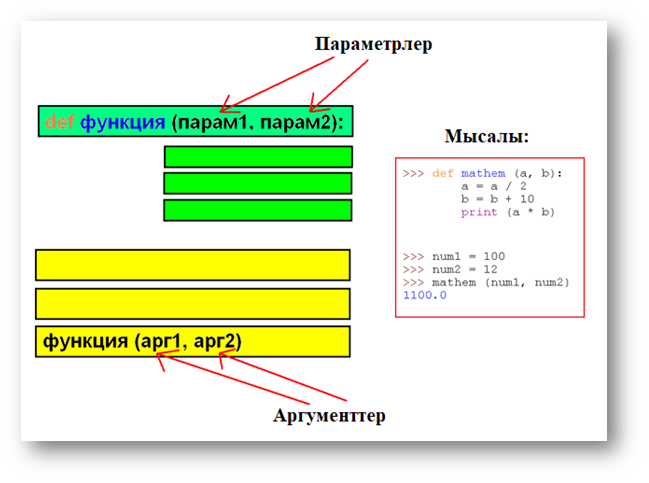 Параметрлер
def функция (парам1, парам2):
функция (арг1, арг2)
Аргументтер
Мысалы:
>>> def mathem (a, b):
        a = a / 2
        b = b + 10
        print (a * b)
>>> num1 = 100
>>> num2 = 12
>>> mathem (num1, num2)
1100.0